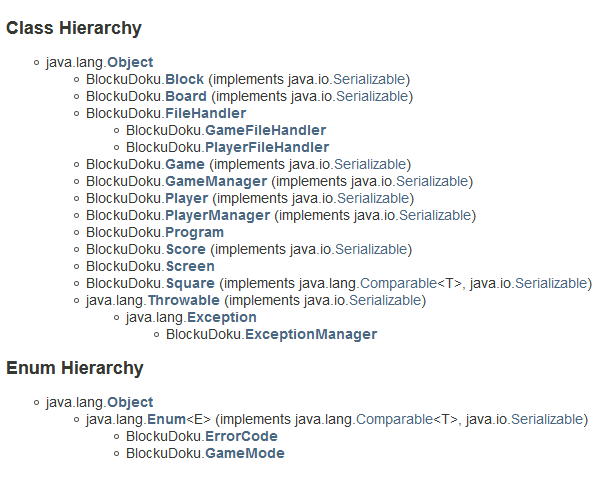 Class Hierarchy
java.lang.Object
BlockuDoku.Block (implements java.io.Serializable)
BlockuDoku.Board (implements java.io.Serializable)
BlockuDoku.FileHandler
BlockuDoku.GameFileHandler
BlockuDoku.PlayerFileHandler
BlockuDoku.Game (implements java.io.Serializable)
BlockuDoku.GameManager (implements java.io.Serializable)
BlockuDoku.Player (implements java.io.Serializable)
BlockuDoku.PlayerManager (implements java.io.Serializable)
BlockuDoku.Program
BlockuDoku.Score (implements java.io.Serializable)
BlockuDoku.Screen
BlockuDoku.Square (implements java.lang.Comparable<T>, java.io.Serializable)
java.lang.Throwable (implements java.io.Serializable)
java.lang.Exception
BlockuDoku.ExceptionManager
Enum Hierarchy
java.lang.Object
java.lang.Enum<E> (implements java.lang.Comparable<T>, java.io.Serializable)
BlockuDoku.ErrorCode
BlockuDoku.GameMode